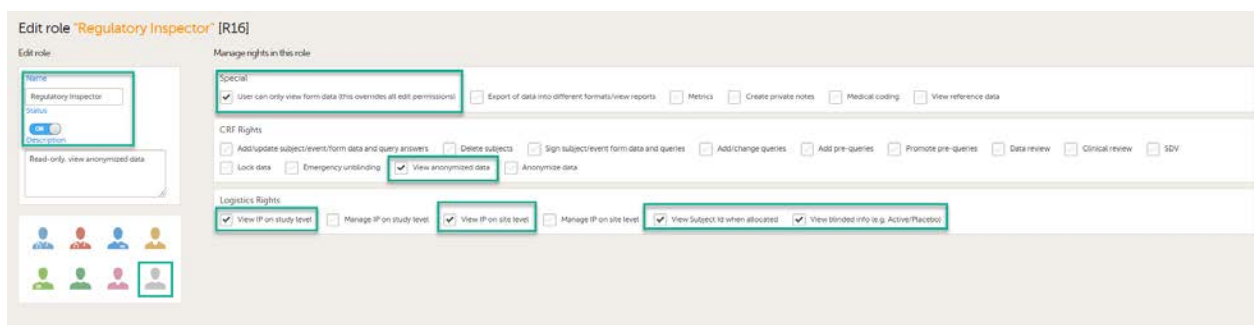 Edit role "Regulatory Inspector" [R16]
Edit role
Manage rights in this role
Name
Regulatory Inspector
Status
ON
Description
Read-only, view anonymized data
Special
User can only view form data (this overrides all edit permissions) Export of data into different formats/view reports Metrics Create private notes Medical coding View reference data
CRF Rights
Add/update subject/event/form data and query answers Delete subjects Sign subject/event form data and queries Add/change queries Add pre-queries Promote pre-queries Data review Clinical review SDV
Lock data Emergency unblinding View anonymized data Anonymize data
Logistics Rights
View IP on study level Manage IP on study level View IP on site level Manage IP on site level View Subject Id when allocated View blinded info (e.g. Active/Placebo)